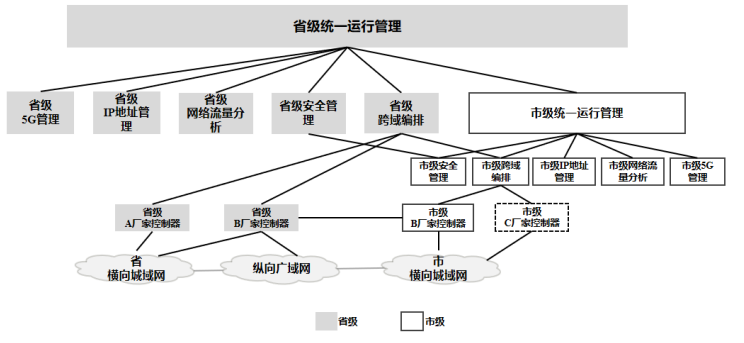 省级统一运行管理
省级
5G管理
省级
IP地址管
理
省级
网络流量分
析
省级安全管
理
省级
跨域编排
市级统一运行管理
市级安全
管理
市级跨域
编排
市级IP地址
管理
市级网络流
量分析
市级5G
管理
省级
A厂家控制器
省级
B厂家控制器
市级
B厂家控制器
市级
C厂家控制器
省
横向城域网
纵向广域网
市
横向城域网
省级
市级